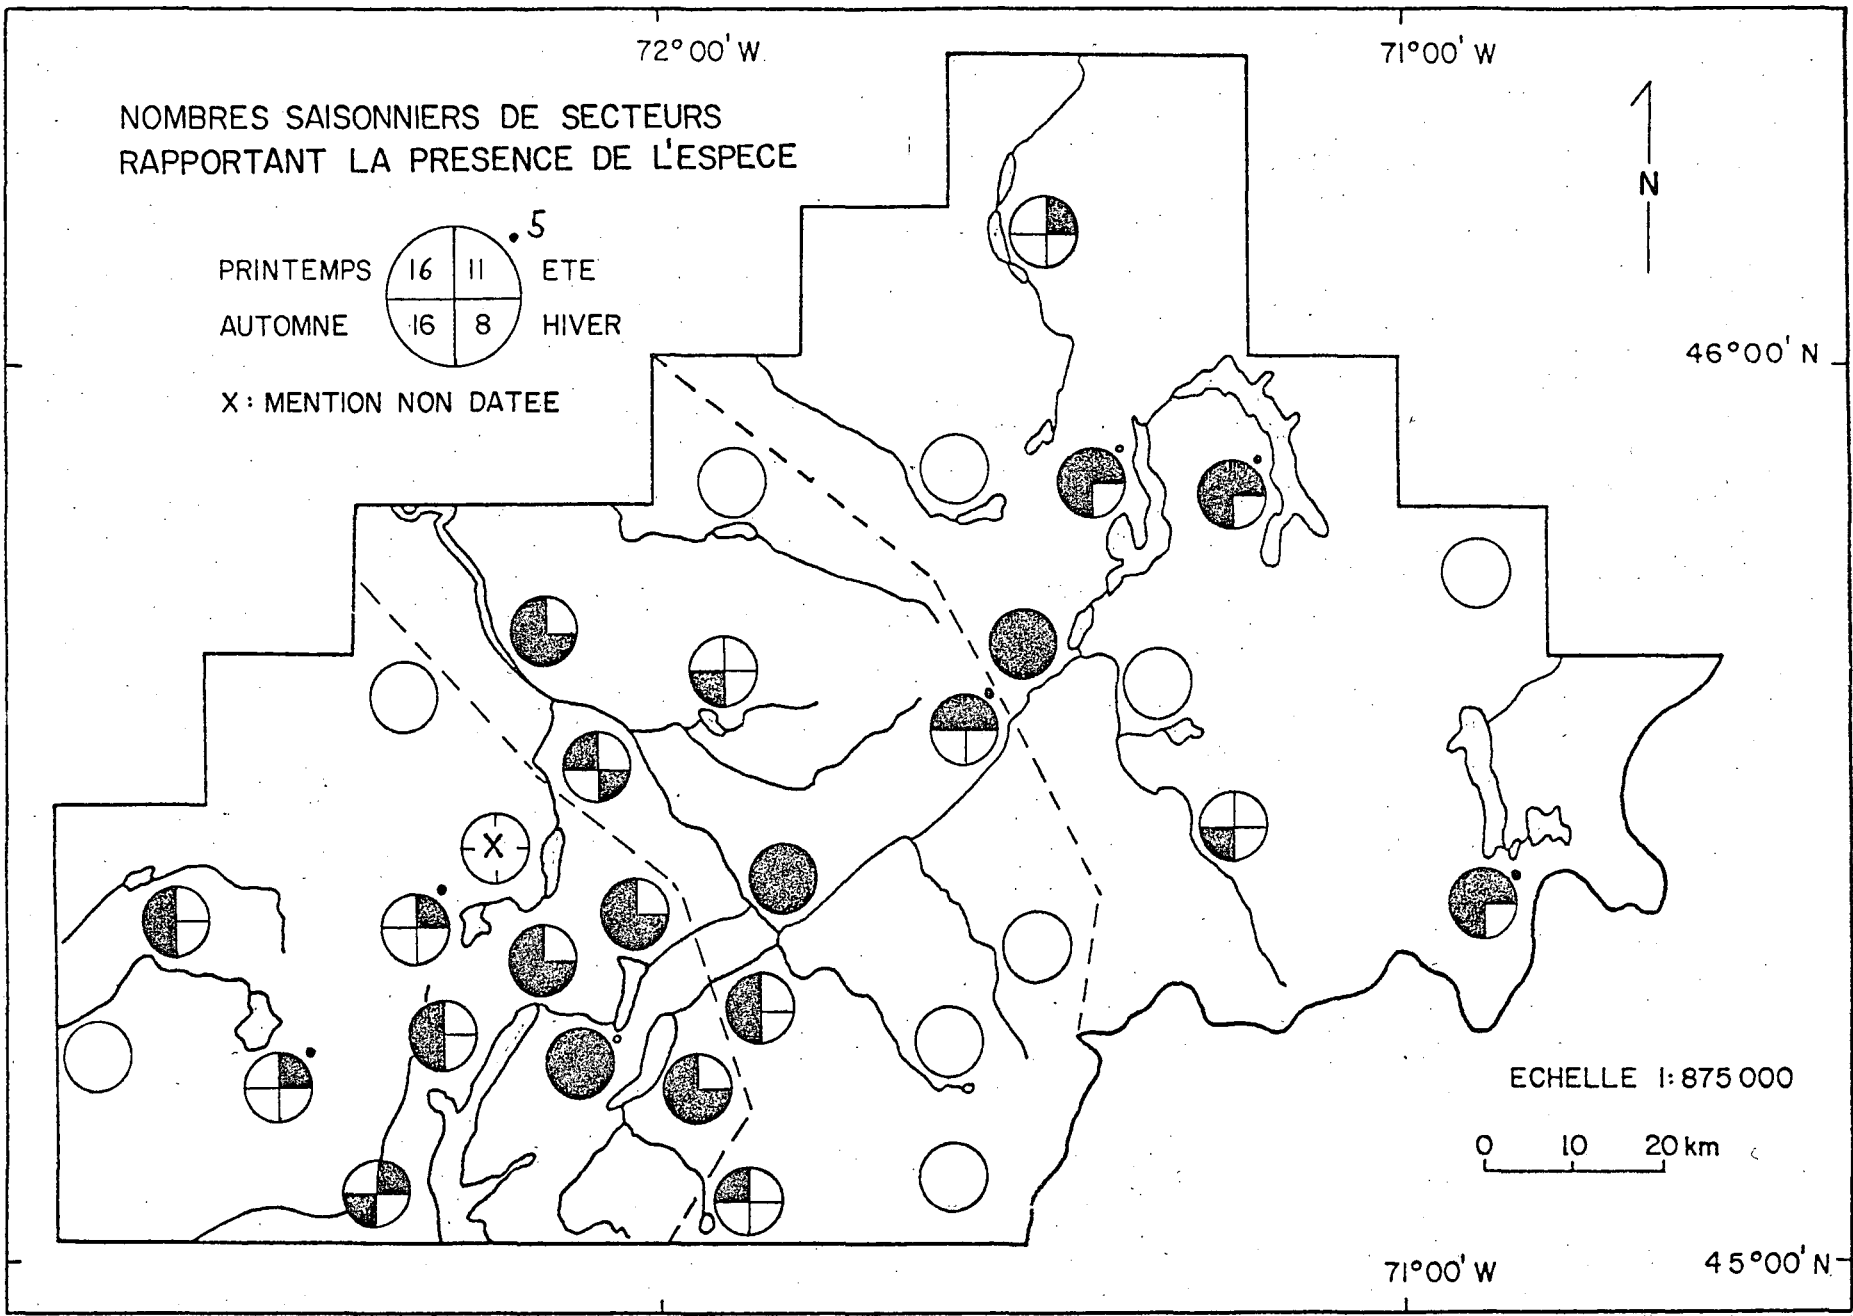 72°00' W
71°00' W
NOMBRES SAISONNIERS DE SECTEURS
RAPPORTANT LA PRESENCE DE L'ESPECE
N
5
PRINTEMPS 16 11 ETE
AUTOMNE 16 8 HIVER
46°00' N
X: MENTION NON DATEE
X
ECHELLE 1:875 000
0 10 20 km
71°00' W
45°00' N